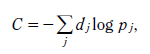 C = −∑_j d_j log p_j,